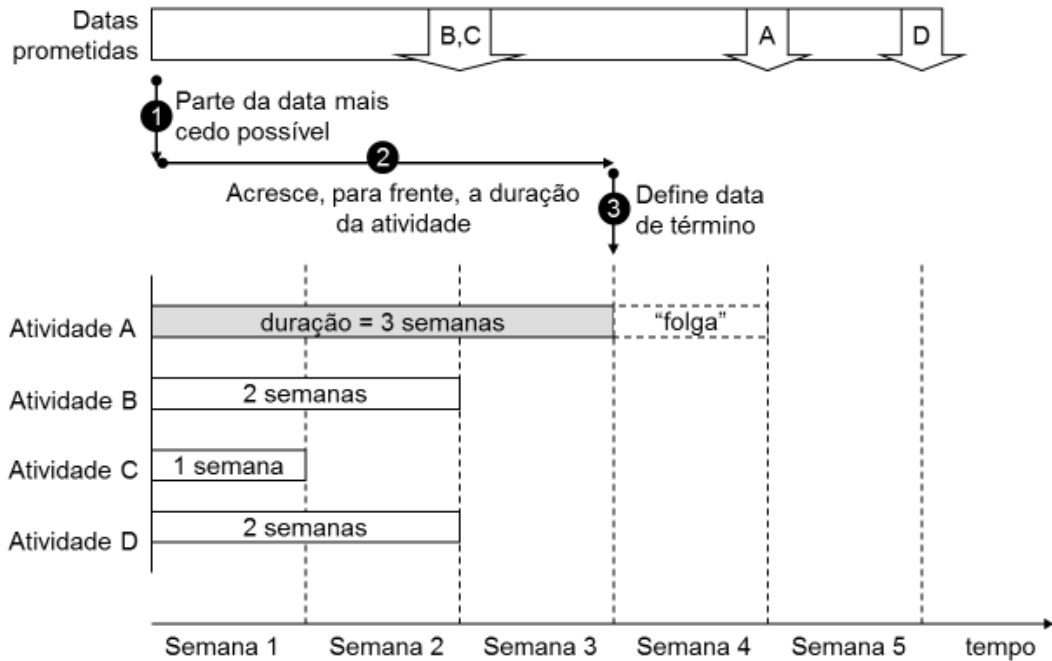 Datas
prometidas
B,C
A
D
1
Parte da data mais
cedo possível
2
Acresce, para frente, a duração
da atividade
3
Define data
de término
Atividade A
duração = 3 semanas
“folga”
Atividade B
2 semanas
Atividade C
1 semana
Atividade D
2 semanas
Semana 1
Semana 2
Semana 3
Semana 4
Semana 5
tempo